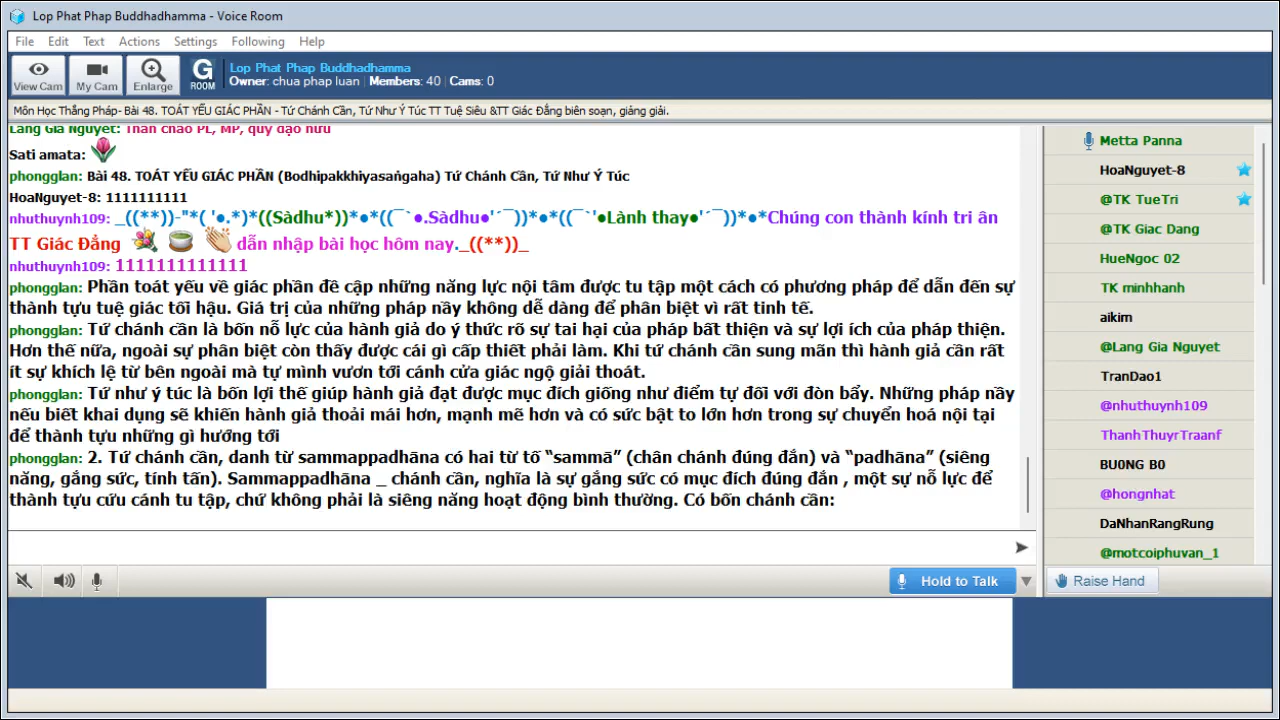 Lop Phat Phap Buddhadhamma - Voice Room
File Edit Text Actions Settings Following Help
View Cam My Cam Enlarge G ROOM
Lop Phat Phap Buddhadhamma
Owner: chua phap luan | Members: 40 | Cams: 0
Môn Học Thắng Pháp- Bài 48. TOÁT YẾU GIÁC PHẦN - Tứ Chánh Cần, Tứ Như Ý Túc TT Tuệ Siêu &TT Giác Đẳng biên soạn, giảng giải.
Lang Gia Nguyet: Thân chào PL, MP, quý đạo hữu
Sati amata:
phongglan: Bài 48. TOÁT YẾU GIÁC PHẦN (Bodhipakkhiyasaṅgaha) Tứ Chánh Cần, Tứ Như Ý Túc
HoaNguyet-8: 1111111111
nhuthuynh109: _((**))-"*( '●.*)*((Sàdhu*))*●*((¯`●.Sàdhu●'´¯))*●*((¯`'●Lành thay●'´¯))*●*Chúng con thành kính tri ân
TT Giác Đẳng dẫn nhập bài học hôm nay._((**))_
nhuthuynh109: 1111111111111
phongglan: Phần toát yếu về giác phần đề cập những năng lực nội tâm được tu tập một cách có phương pháp để dẫn đến sự
thành tựu tuệ giác tối hậu. Giá trị của những pháp nầy không dễ dàng để phân biệt vì rất tinh tế.
phongglan: Tứ chánh cần là bốn nỗ lực của hành giả do ý thức rõ sự tai hại của pháp bất thiện và sự lợi ích của pháp thiện.
Hơn thế nữa, ngoài sự phân biệt còn thấy được cái gì cấp thiết phải làm. Khi tứ chánh cần sung mãn thì hành giả cần rất
ít sự khích lệ từ bên ngoài mà tự mình vươn tới cánh cửa giác ngộ giải thoát.
phongglan: Tứ như ý túc là bốn lợi thế giúp hành giả đạt được mục đích giống như điểm tự đối với đòn bẩy. Những pháp nầy
nếu biết khai dụng sẽ khiến hành giả thoải mái hơn, mạnh mẽ hơn và có sức bật to lớn hơn trong sự chuyển hoá nội tại
để thành tựu những gì hướng tới
phongglan: 2. Tứ chánh cần, danh từ sammappadhāna có hai từ tố “sammā” (chân chánh đúng đắn) và “padhāna” (siêng
năng, gắng sức, tính tấn). Sammappadhāna _ chánh cần, nghĩa là sự gắng sức có mục đích đúng đắn , một sự nỗ lực để
thành tựu cứu cánh tu tập, chứ không phải là siêng năng hoạt động bình thường. Có bốn chánh cần:
Metta Panna
HoaNguyet-8
@TK TueTri
@TK Giac Dang
HueNgoc 02
TK minhhanh
aikim
@Lang Gia Nguyet
TranDao1
@nhuthuynh109
ThanhThuyrTraanf
BU0NG B0
@hongnhat
DaNhanRangRung
@motcoiphuvan_1
Hold to Talk
Raise Hand